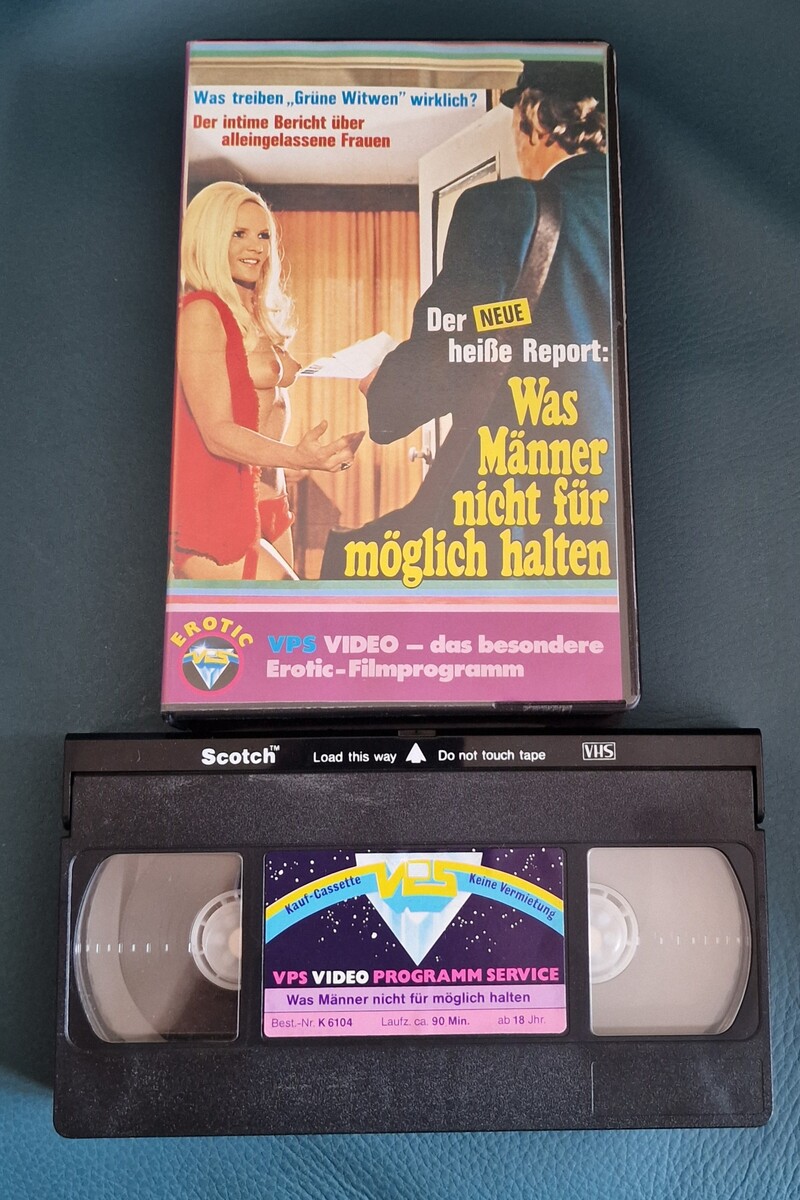 Was treiben „Grüne Witwen" wirklich?
Der intime Bericht über
alleingelassene Frauen
Der NEUE
heiße Report:
Was
Männer
nicht für
möglich halten
EROTIC
VPS
VPS VIDEO – das besondere
Erotic-Filmprogramm
Scotch™ Load this way Do not touch tape VHS
Kauf-Cassette VPS Keine Vermietung
VPS VIDEO PROGRAMM SERVICE
Was Männer nicht für möglich halten
Best.-Nr. K 6104 Laufz. ca. 90 Min. ab 18 Jhr.